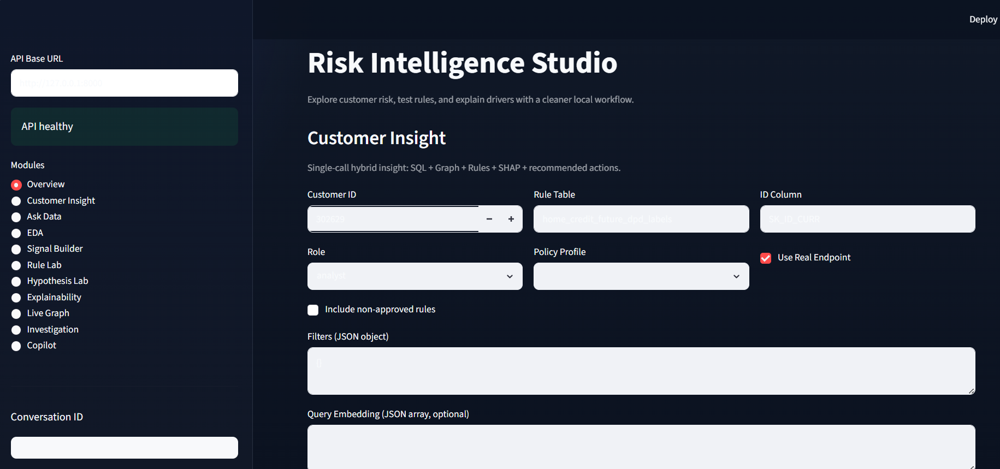 Deploy
API Base URL
http://127.0.0.1:8000
API healthy
Modules
Overview
Customer Insight
Ask Data
EDA
Signal Builder
Rule Lab
Hypothesis Lab
Explainability
Live Graph
Investigation
Copilot
Conversation ID
Risk Intelligence Studio
Explore customer risk, test rules, and explain drivers with a cleaner local workflow.
Customer Insight
Single-call hybrid insight: SQL + Graph + Rules + SHAP + recommended actions.
Customer ID Rule Table ID Column
302629 home_credit_future_dpd_labels SK_ID_CURR
Role Policy Profile Use Real Endpoint
analyst
Include non-approved rules
Filters (JSON object)
{}
Query Embedding (JSON array, optional)